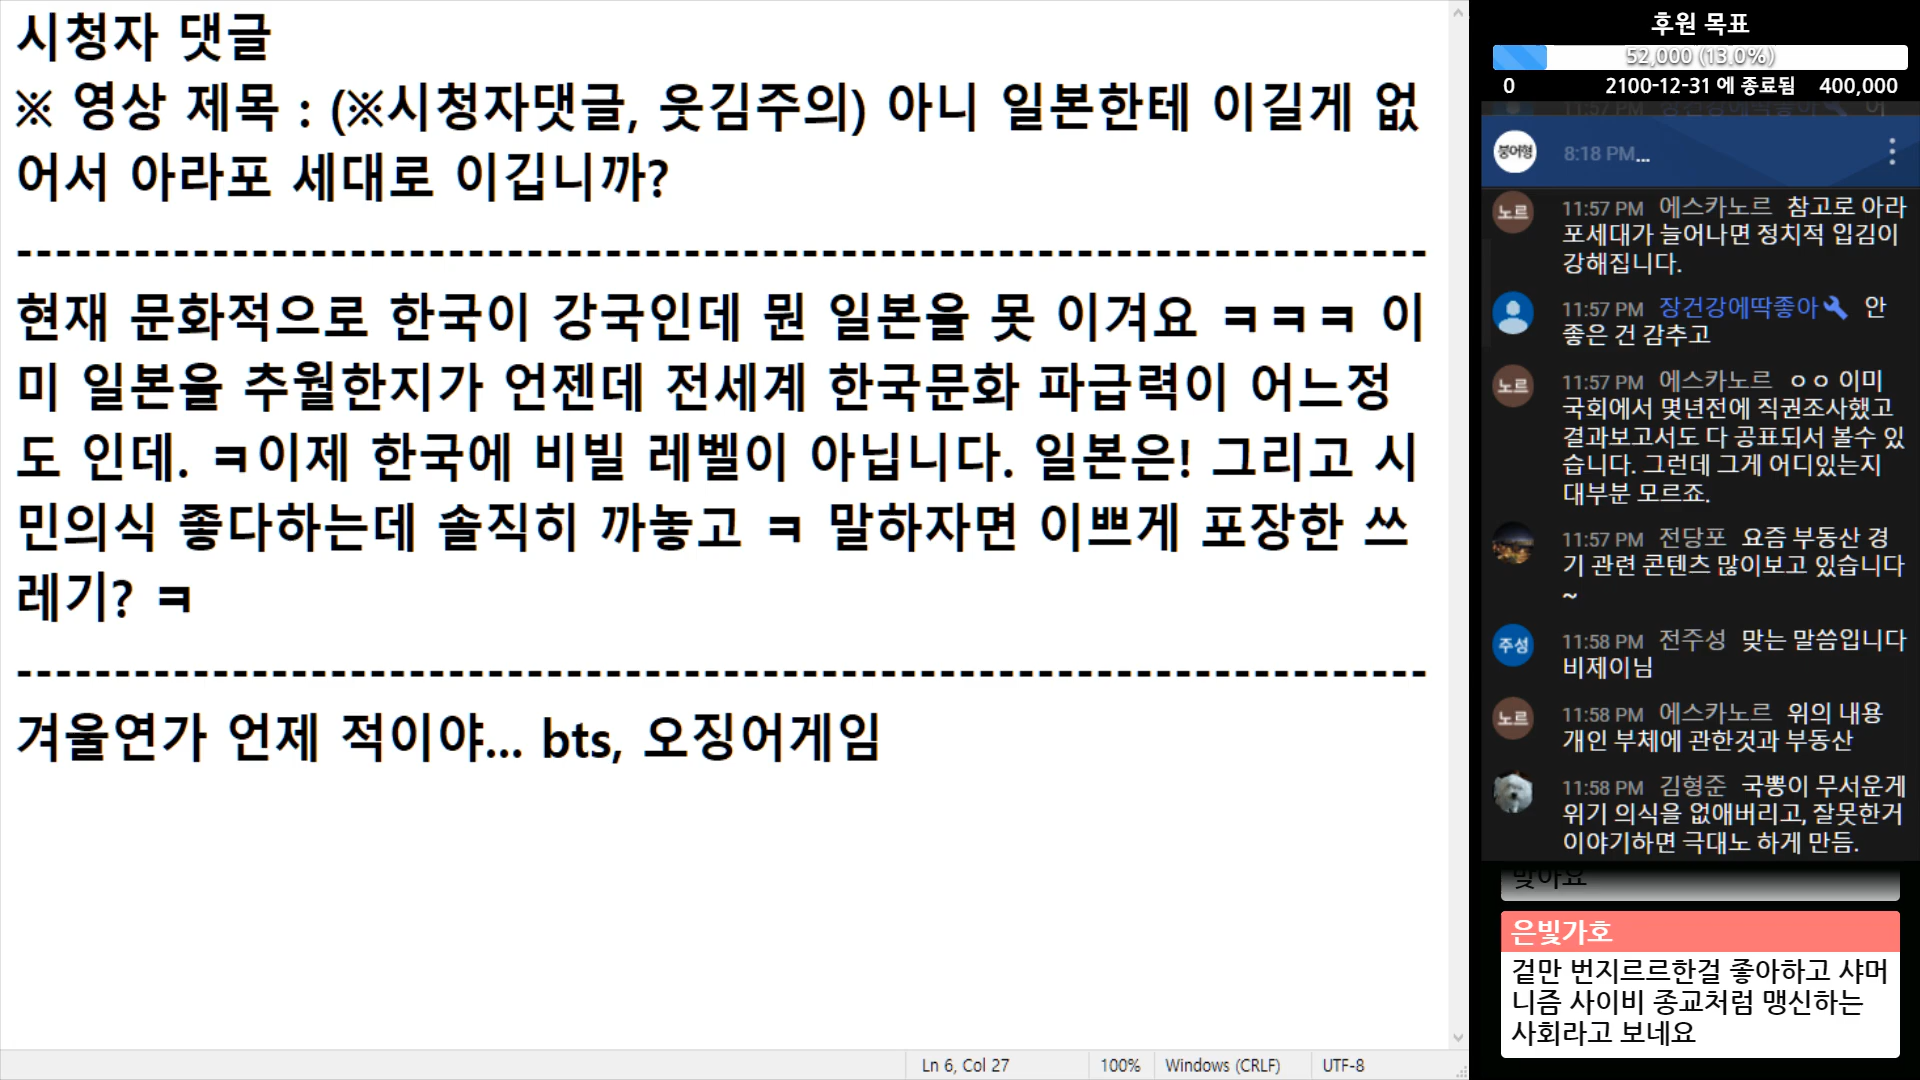 시청자 댓글
※ 영상 제목 : (※시청자댓글, 웃김주의) 아니 일본한테 이길게 없
어서 아라포 세대로 이깁니까?
--------------------------------------------------------------------------
현재 문화적으로 한국이 강국인데 뭔 일본을 못 이겨요 ㅋㅋㅋ 이
미 일본을 추월한지가 언젠데 전세계 한국문화 파급력이 어느정
도 인데. ㅋ이제 한국에 비빌 레벨이 아닙니다. 일본은! 그리고 시
민의식 좋다하는데 솔직히 까놓고 ㅋ 말하자면 이쁘게 포장한 쓰
레기? ㅋ
--------------------------------------------------------------------------
겨울연가 언제 적이야... bts, 오징어게임
Ln 6, Col 27 100% Windows (CRLF) UTF-8
후원 목표
52,000 (13.0%)
0 2100-12-31 에 종료됨 400,000
붕어형 8:18 PM...
노르 11:57 PM 에스카노르 참고로 아라
포세대가 늘어나면 정치적 입김이
강해집니다.
11:57 PM 장건강에딱좋아 안
좋은 건 감추고
노르 11:57 PM 에스카노르 ㅇㅇ 이미
국회에서 몇년전에 직권조사했고
결과보고서도 다 공표되서 볼수 있
습니다. 그런데 그게 어디있는지
대부분 모르죠.
11:57 PM 전당포 요즘 부동산 경
기 관련 콘텐츠 많이보고 있습니다
~
주성 11:58 PM 전주성 맞는 말씀입니다
비제이님
노르 11:58 PM 에스카노르 위의 내용
개인 부체에 관한것과 부동산
11:58 PM 김형준 국뽕이 무서운게
위기 의식을 없애버리고, 잘못한거
이야기하면 극대노 하게 만듬.
맞아요
은빛가호
겉만 번지르르한걸 좋아하고 샤머
니즘 사이비 종교처럼 맹신하는
사회라고 보네요